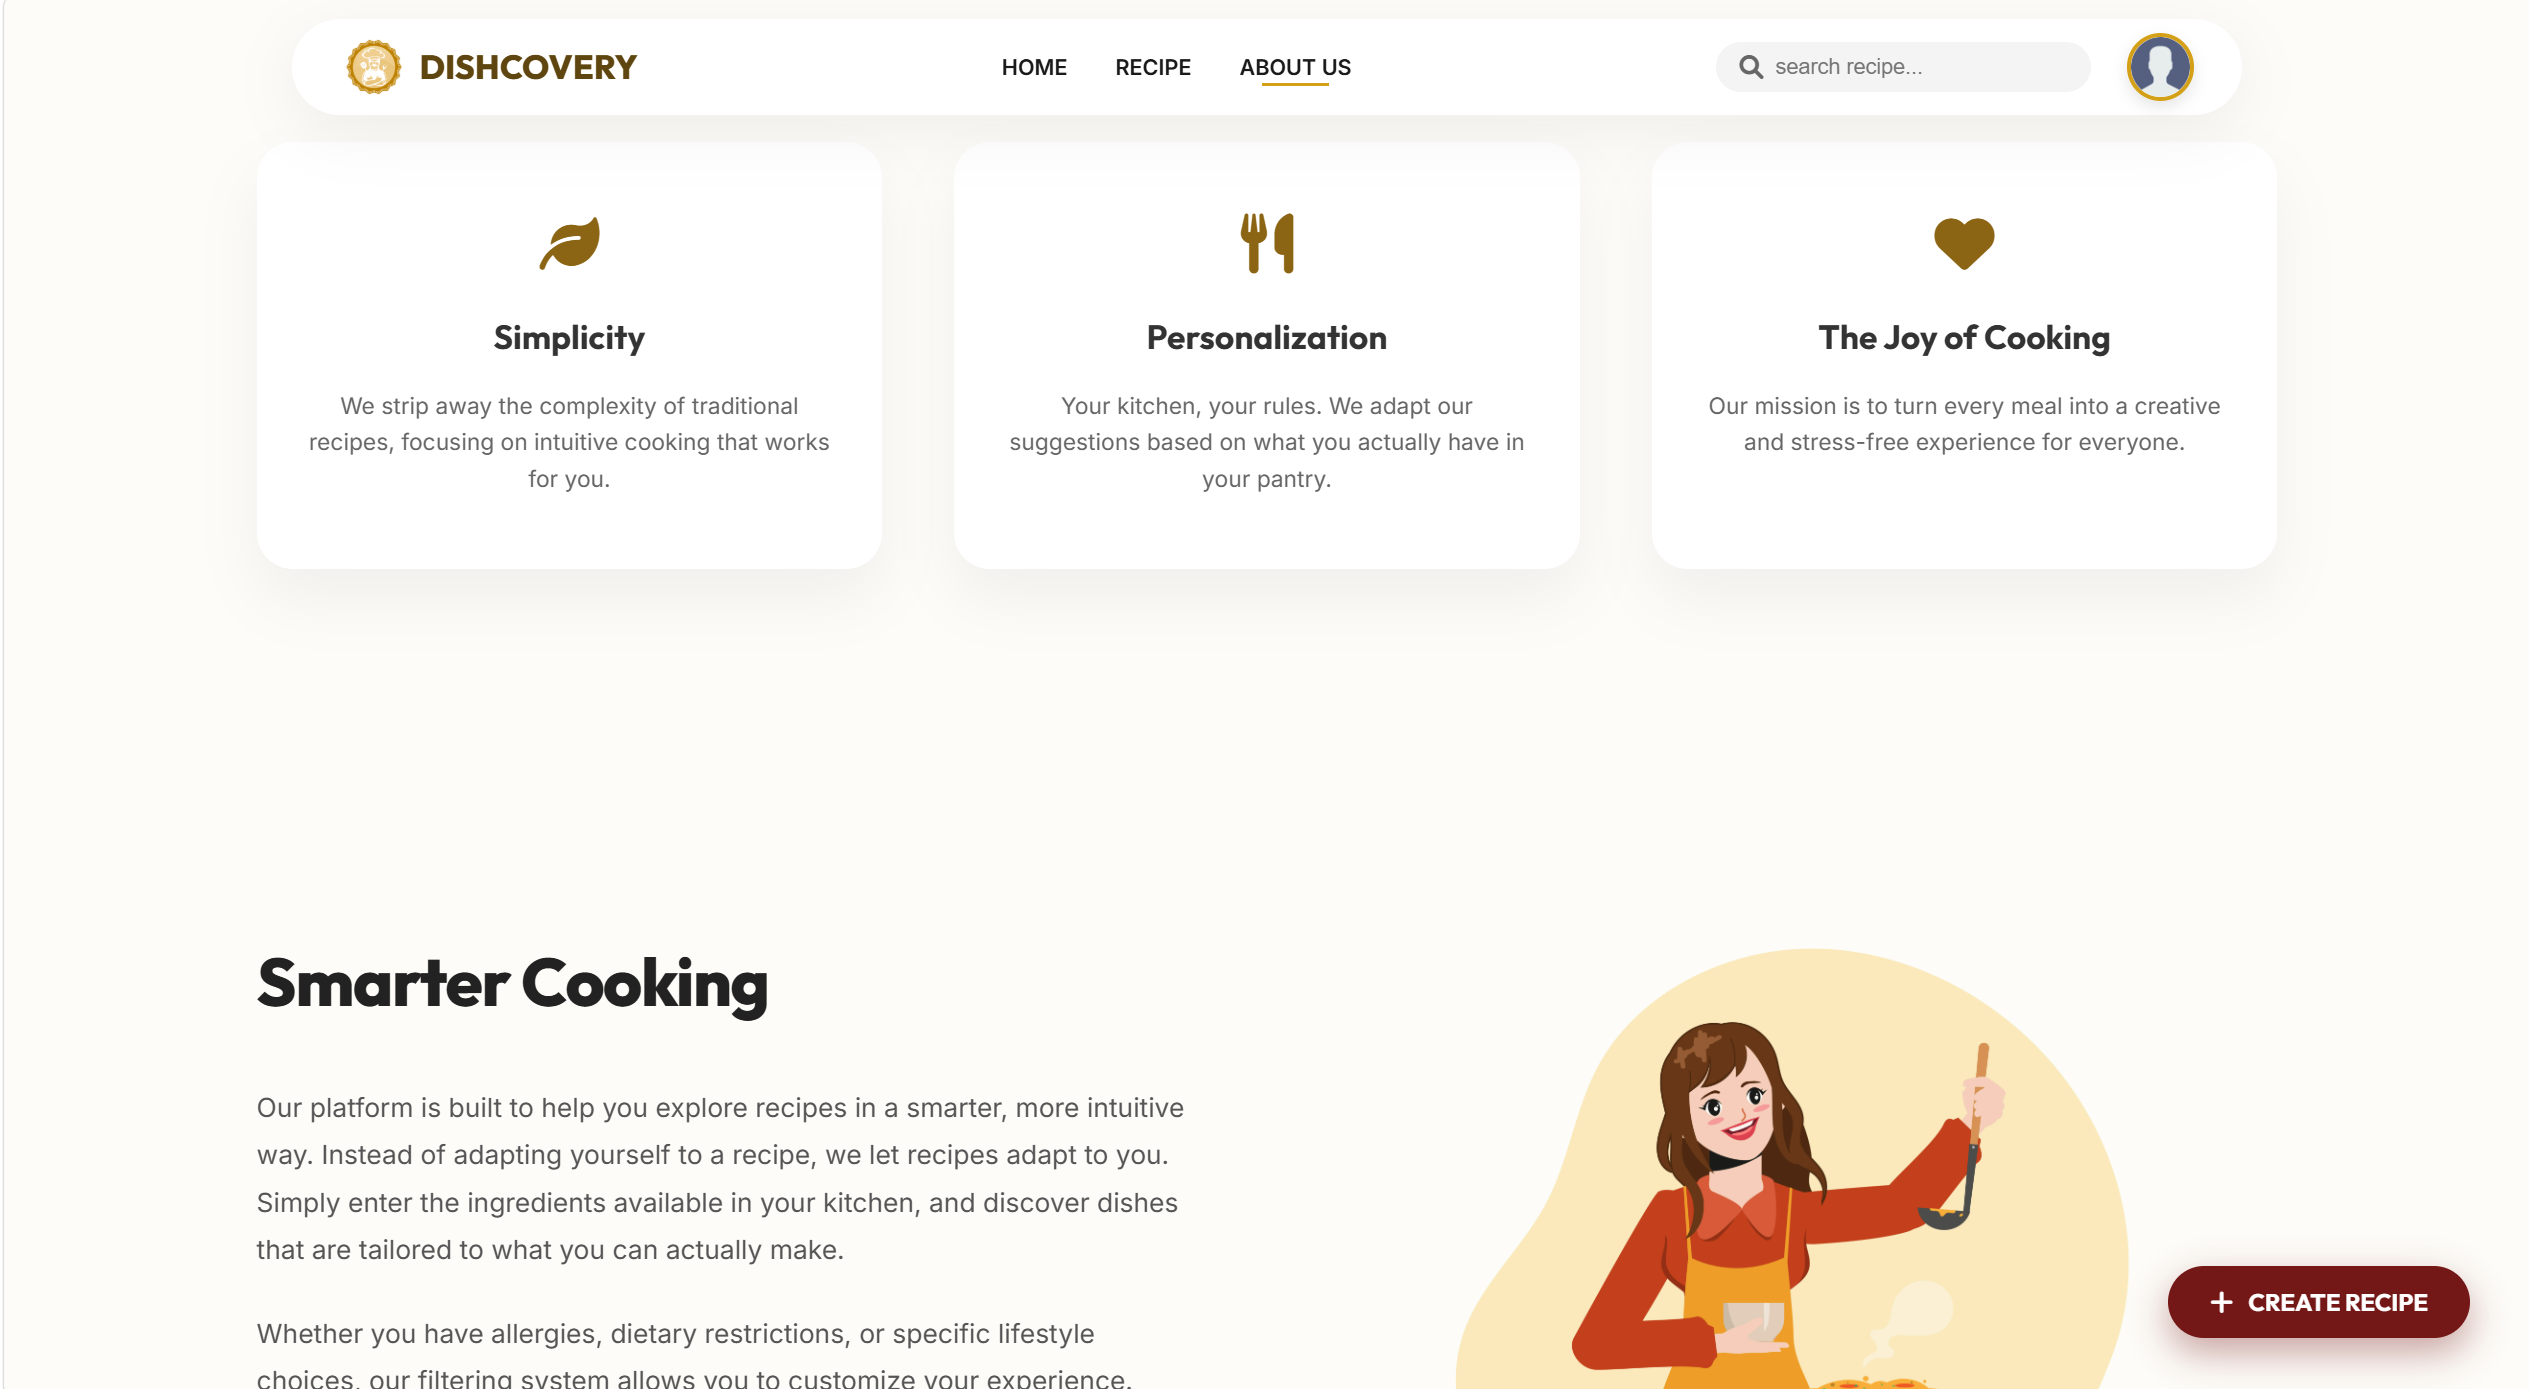 DISHCOVERY
HOME
RECIPE
ABOUT US
search recipe...
Simplicity
We strip away the complexity of traditional
recipes, focusing on intuitive cooking that works
for you.
Personalization
Your kitchen, your rules. We adapt our
suggestions based on what you actually have in
your pantry.
The Joy of Cooking
Our mission is to turn every meal into a creative
and stress-free experience for everyone.
Smarter Cooking
Our platform is built to help you explore recipes in a smarter, more intuitive
way. Instead of adapting yourself to a recipe, we let recipes adapt to you.
Simply enter the ingredients available in your kitchen, and discover dishes
that are tailored to what you can actually make.
Whether you have allergies, dietary restrictions, or specific lifestyle
choices, our filtering system allows you to customize your experience.
CREATE RECIPE